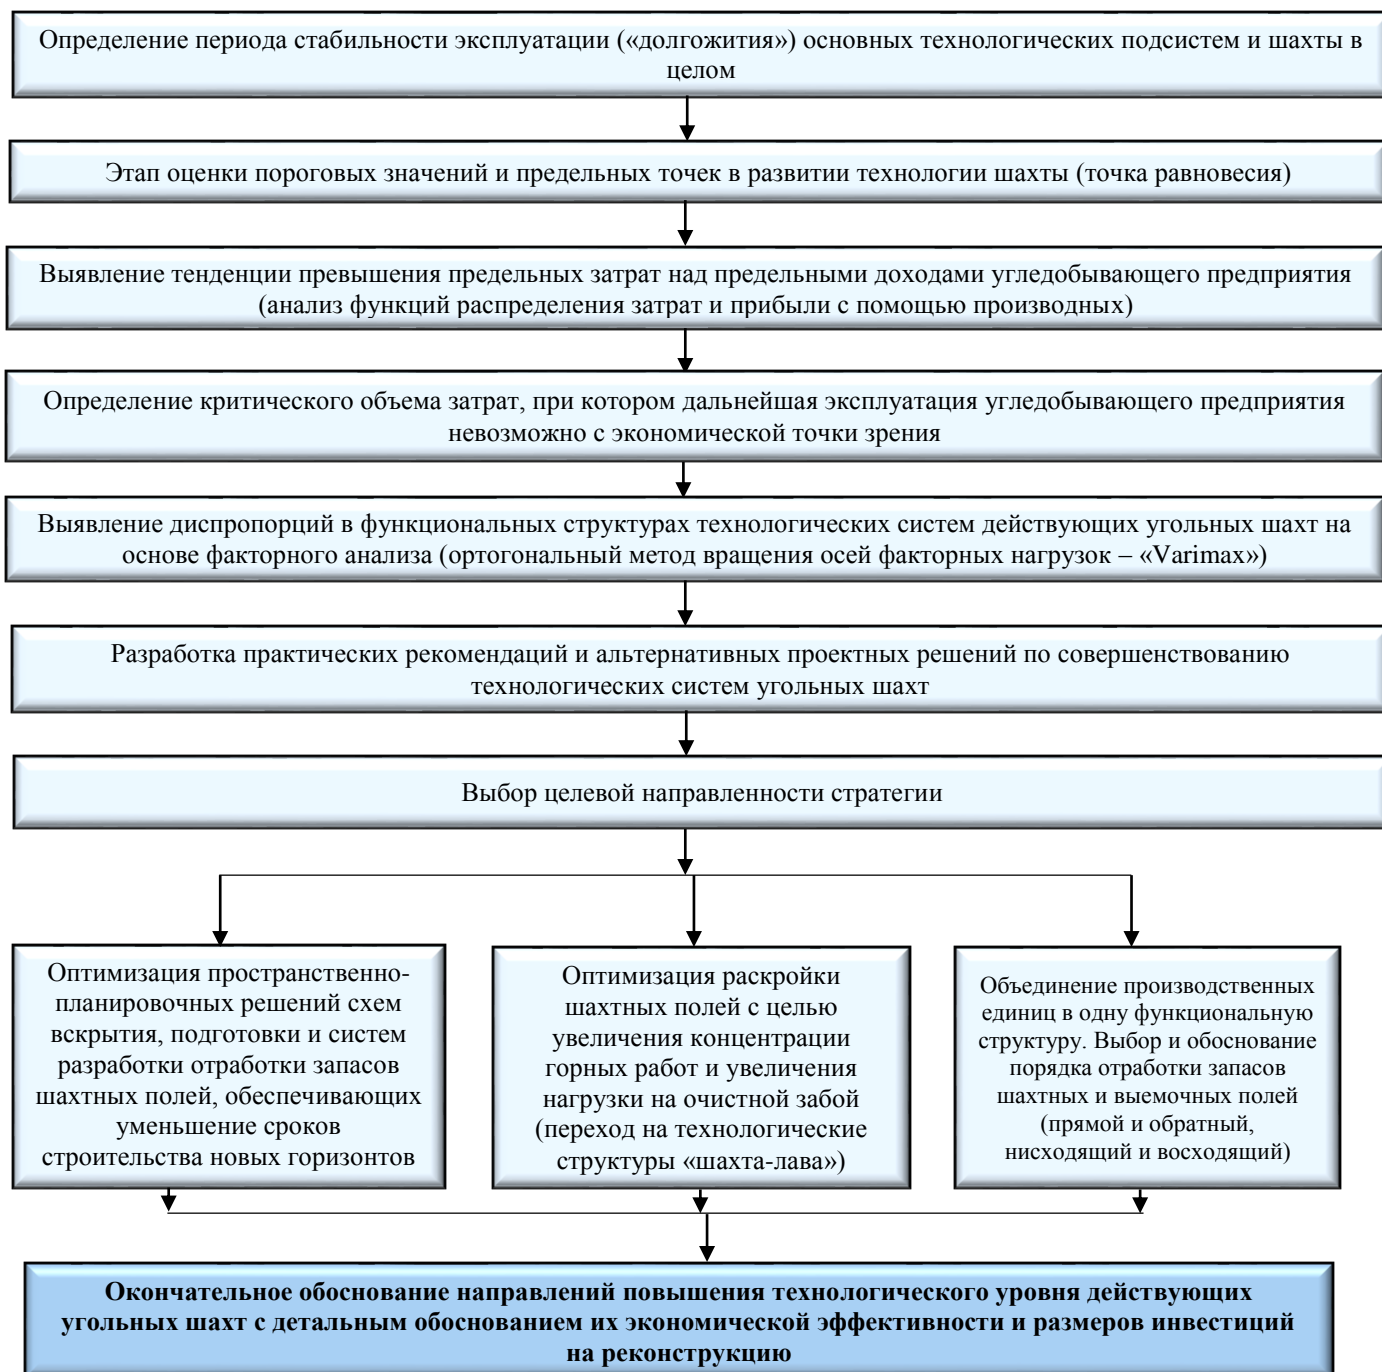 Определение периода стабильности эксплуатации («долгожития») основных технологических подсистем и шахты в
целом
Этап оценки пороговых значений и предельных точек в развитии технологии шахты (точка равновесия)
Выявление тенденции превышения предельных затрат над предельными доходами угледобывающего предприятия
(анализ функций распределения затрат и прибыли с помощью производных)
Определение критического объема затрат, при котором дальнейшая эксплуатация угледобывающего предприятия
невозможно с экономической точки зрения
Выявление диспропорций в функциональных структурах технологических систем действующих угольных шахт на
основе факторного анализа (ортогональный метод вращения осей факторных нагрузок – «Varimax»)
Разработка практических рекомендаций и альтернативных проектных решений по совершенствованию
технологических систем угольных шахт
Выбор целевой направленности стратегии
Оптимизация пространственно-
планировочных решений схем
вскрытия, подготовки и систем
разработки отработки запасов
шахтных полей, обеспечивающих
уменьшение сроков
строительства новых горизонтов
Оптимизация раскройки
шахтных полей с целью
увеличения концентрации
горных работ и увеличения
нагрузки на очистной забой
(переход на технологические
структуры «шахта-лава»)
Объединение производственных
единиц в одну функциональную
структуру. Выбор и обоснование
порядка отработки запасов
шахтных и выемочных полей
(прямой и обратный,
нисходящий и восходящий)
Окончательное обоснование направлений повышения технологического уровня действующих
угольных шахт с детальным обоснованием их экономической эффективности и размеров инвестиций
на реконструкцию